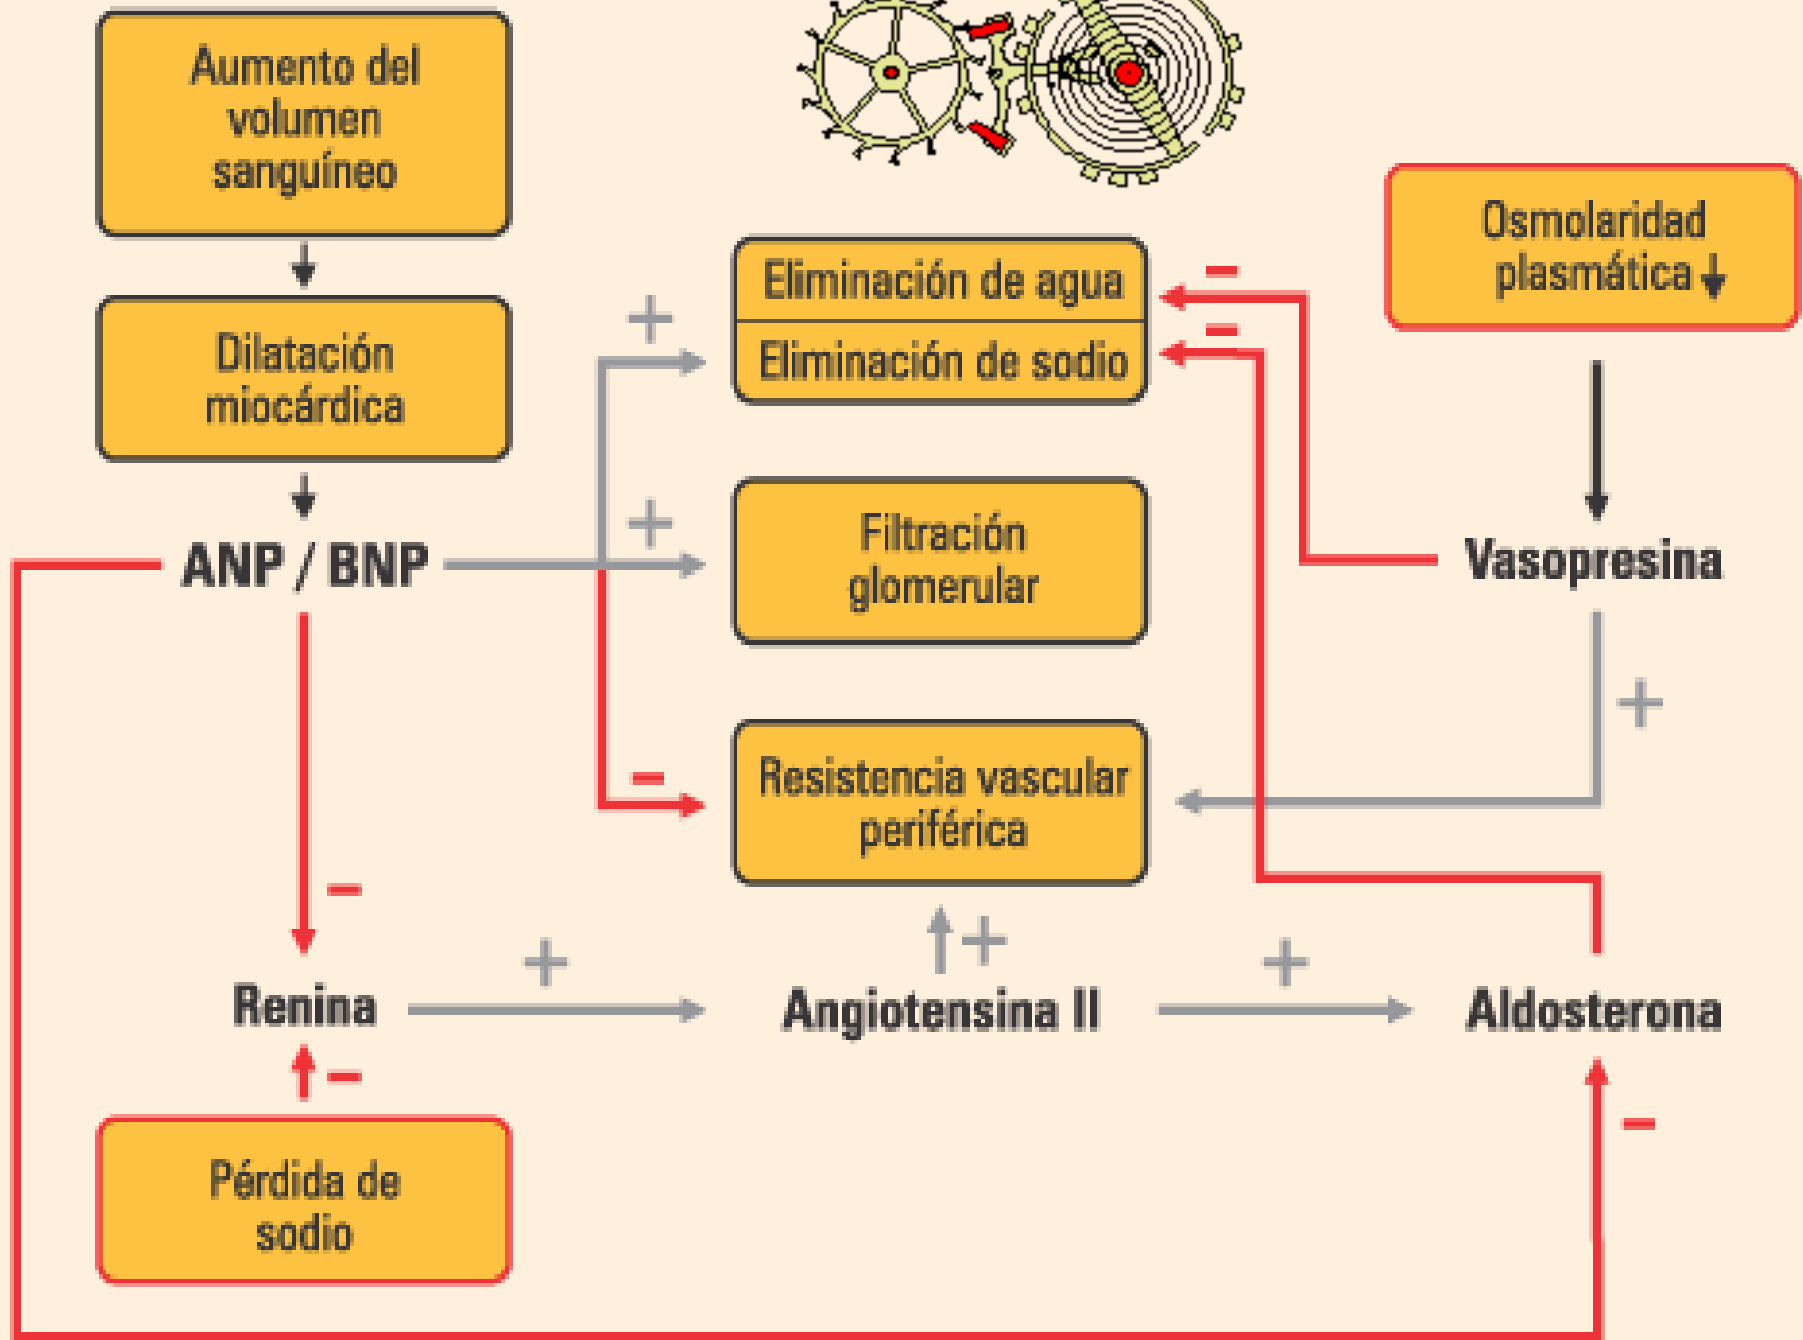 Aumento del
volumen
sanguíneo
Dilatación
miocárdica
ANP / BNP
Renina
Pérdida de
sodio
Eliminación de agua
Eliminación de sodio
Filtración
glomerular
Resistencia vascular
periférica
Angiotensina II
Osmolaridad
plasmática
Vasopresina
Aldosterona
+
+
-
-
-
+
+
+
-
-
+
-